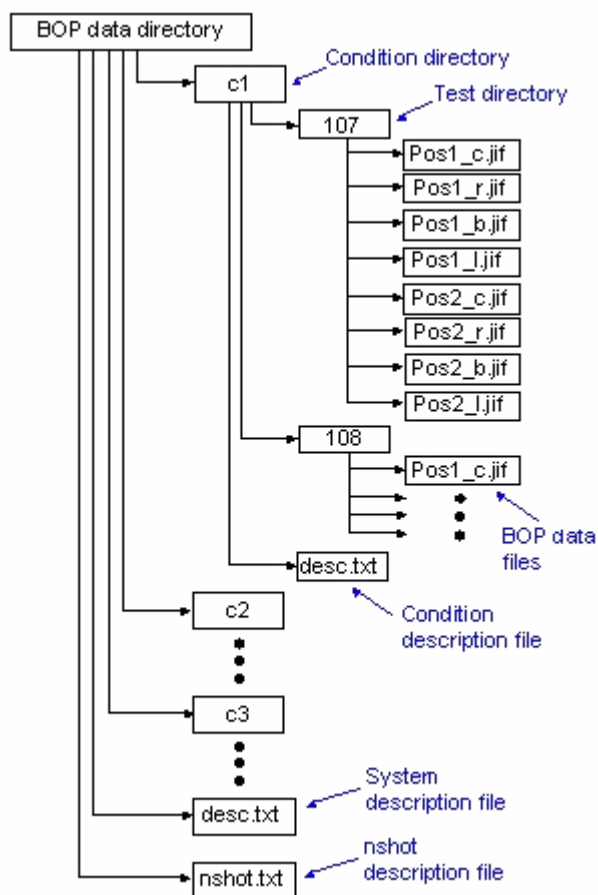 BOP data directory
Condition directory
c1
Test directory
107
Pos1_c.jif
Pos1_r.jif
Pos1_b.jif
Pos1_l.jif
Pos2_c.jif
Pos2_r.jif
Pos2_b.jif
Pos2_l.jif
108
Pos1_c.jif
BOP data
files
desc.txt
Condition
description file
c2
c3
System
description file
desc.txt
nshot
description file
nshot.txt